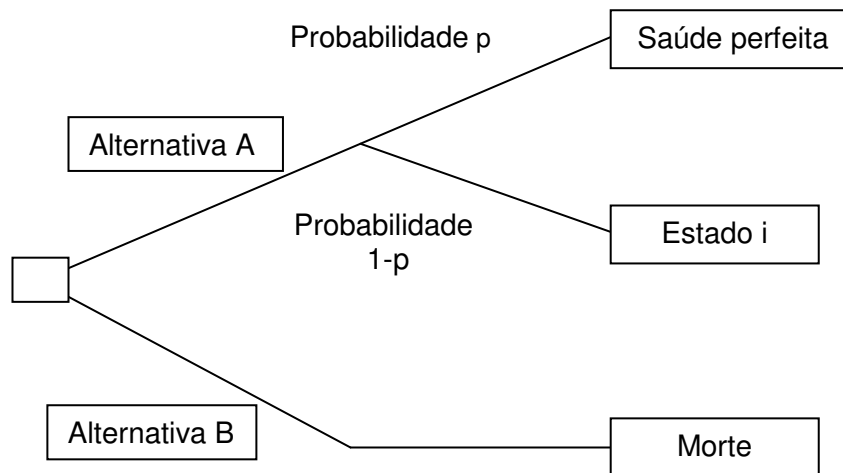 Probabilidade p
Saúde perfeita
Alternativa A
Probabilidade
1-p
Estado i
Alternativa B
Morte